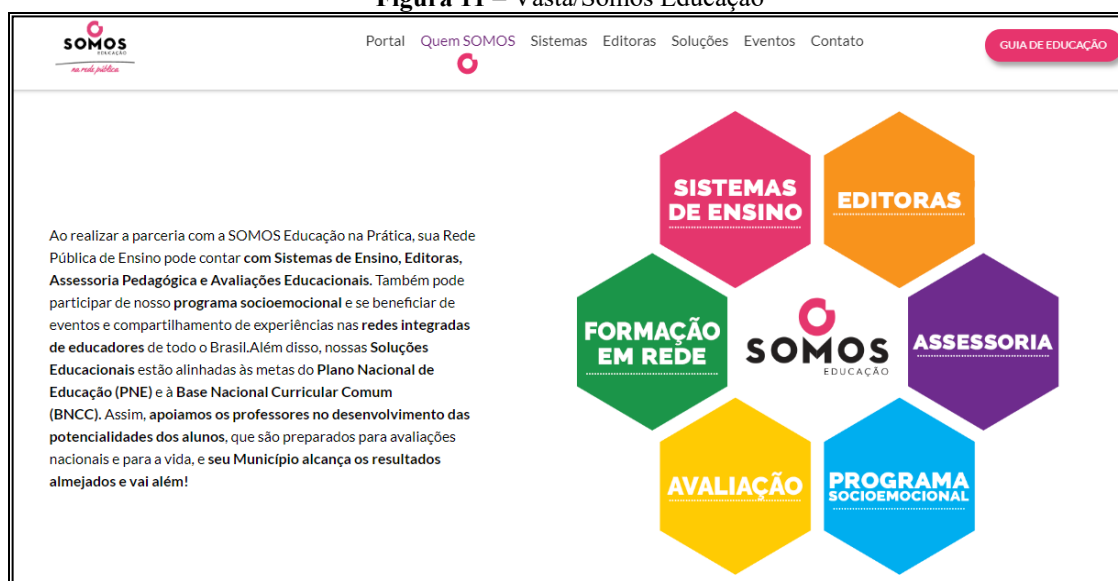 Figura 11 – Vasta/Somos Educação
SOMOS
EDUCAÇÃO
na rede pública
Portal Quem SOMOS Sistemas Editoras Soluções Eventos Contato
GUIA DE EDUCAÇÃO
Ao realizar a parceria com a SOMOS Educação na Prática, sua Rede
Pública de Ensino pode contar com Sistemas de Ensino, Editoras,
Assessoria Pedagógica e Avaliações Educacionais. Também pode
participar de nosso programa socioemocional e se beneficiar de
eventos e compartilhamento de experiências nas redes integradas
de educadores de todo o Brasil.Além disso, nossas Soluções
Educacionais estão alinhadas às metas do Plano Nacional de
Educação (PNE) e à Base Nacional Curricular Comum
(BNCC). Assim, apoiamos os professores no desenvolvimento das
potencialidades dos alunos, que são preparados para avaliações
nacionais e para a vida, e seu Município alcança os resultados
almejados e vai além!
SISTEMAS
DE ENSINO
EDITORAS
FORMAÇÃO
EM REDE
SOMOS
EDUCAÇÃO
ASSESSORIA
AVALIAÇÃO
PROGRAMA
SOCIOEMOCIONAL